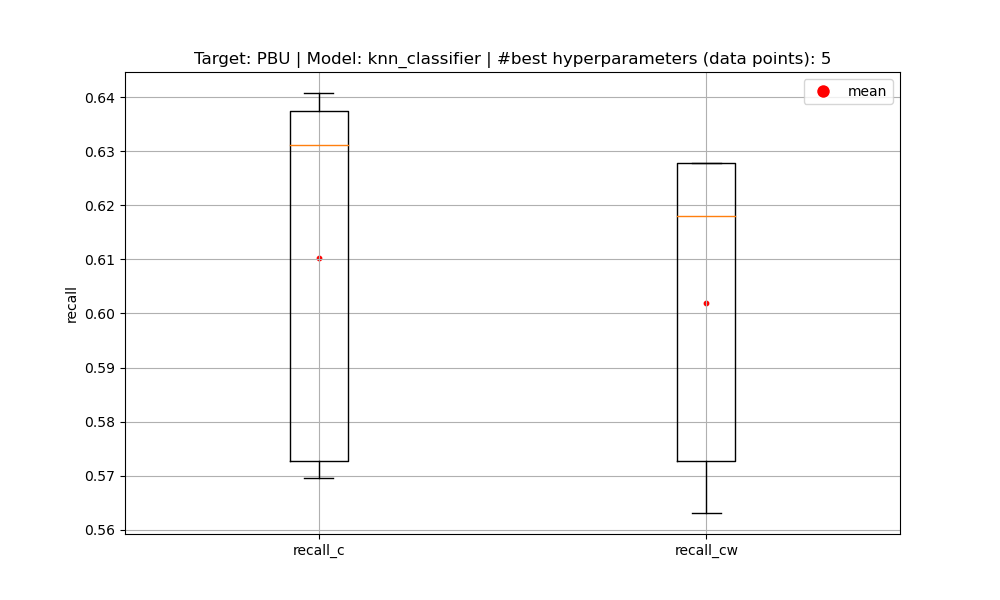 Target: PBU | Model: knn_classifier | #best hyperparameters (data points): 5
mean
0.64
0.63
0.62
0.61
0.60
0.59
0.58
0.57
0.56
recall
recall_c
recall_cw